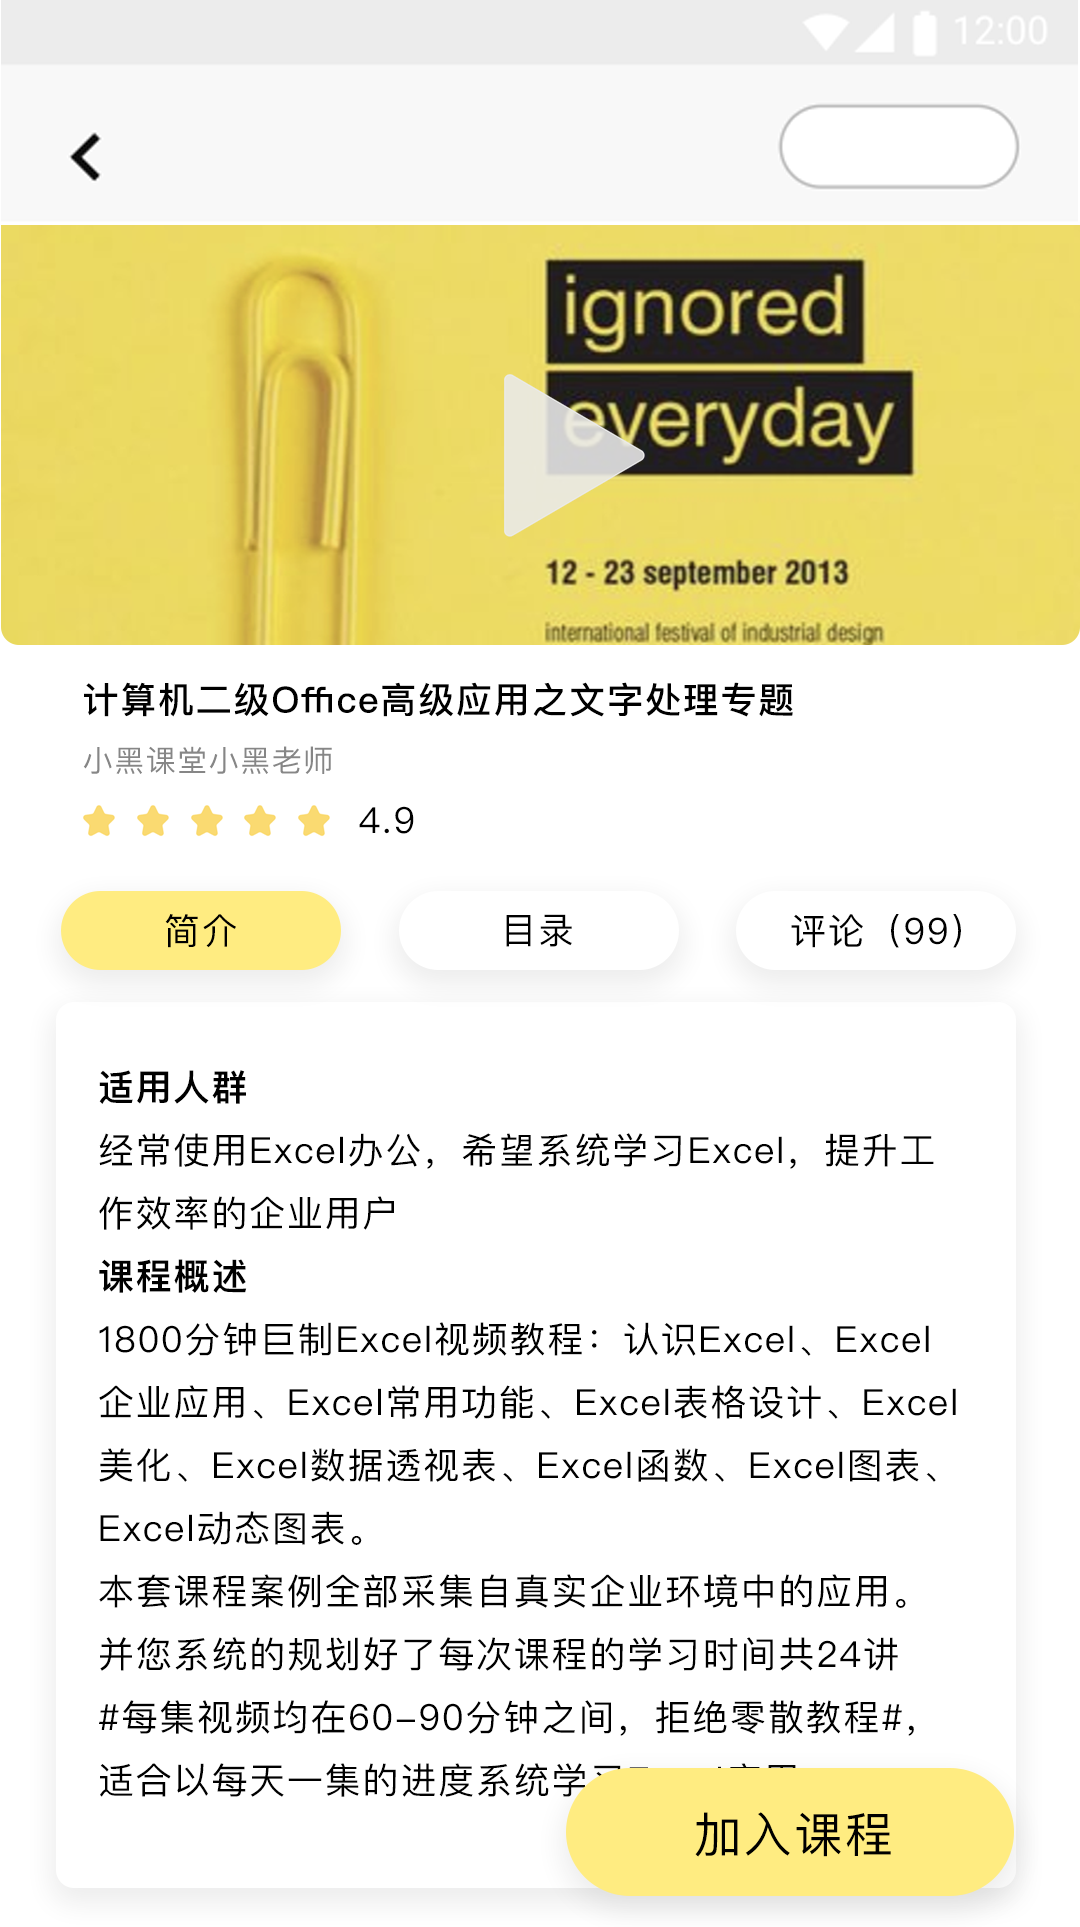 12:00
ignored
everyday
12 - 23 september 2013
international festival of industrial design
计算机二级Office高级应用之文字处理专题
小黑课堂小黑老师
4.9
简介
目录
评论（99）
适用人群
经常使用Excel办公，希望系统学习Excel，提升工
作效率的企业用户
课程概述
1800分钟巨制Excel视频教程：认识Excel、Excel
企业应用、Excel常用功能、Excel表格设计、Excel
美化、Excel数据透视表、Excel函数、Excel图表、
Excel动态图表。
本套课程案例全部采集自真实企业环境中的应用。
并您系统的规划好了每次课程的学习时间共24讲
#每集视频均在60-90分钟之间，拒绝零散教程#，
适合以每天一集的进度系统学
加入课程